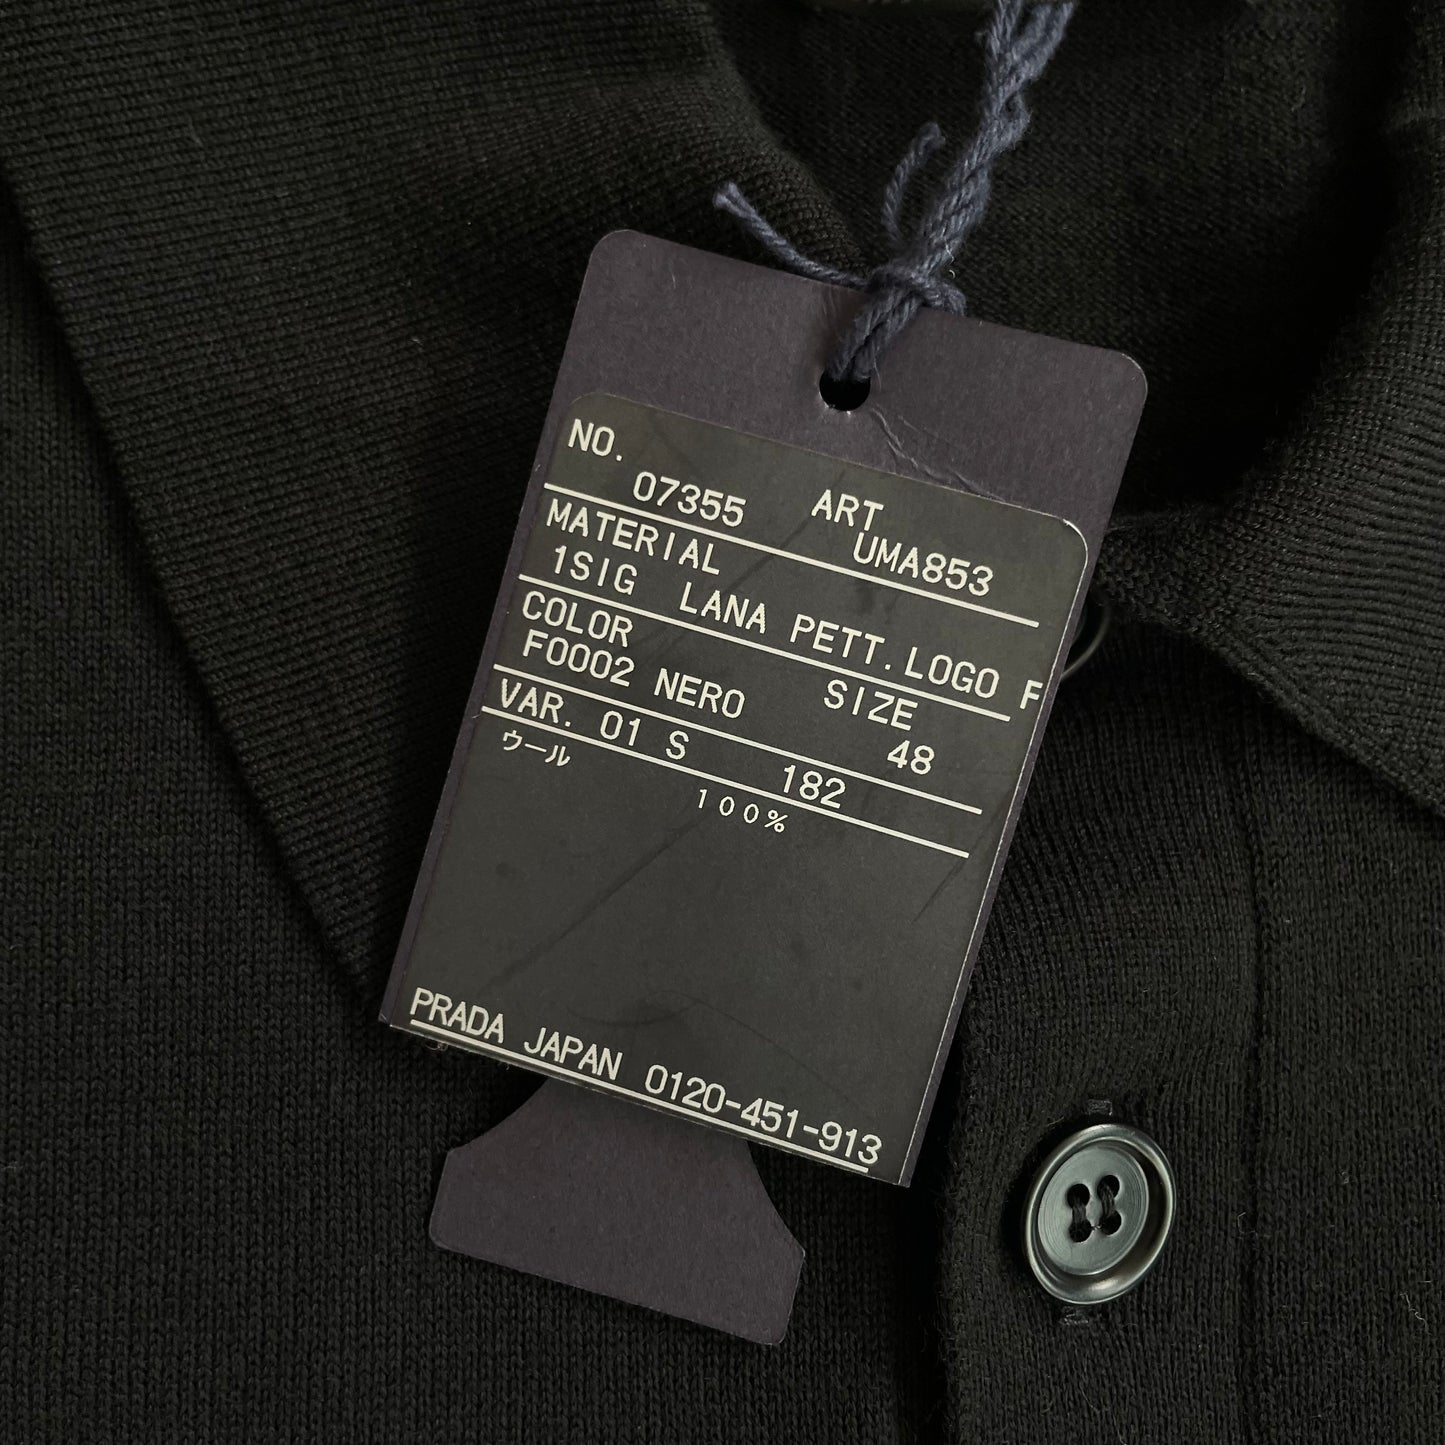 NO. ART
07355 UMA853
MATERIAL
1SIG LANA PETT.LOGO F
COLOR SIZE
F0002 NERO 48
VAR. 01 S 182
ウール 100%
PRADA JAPAN 0120-451-913